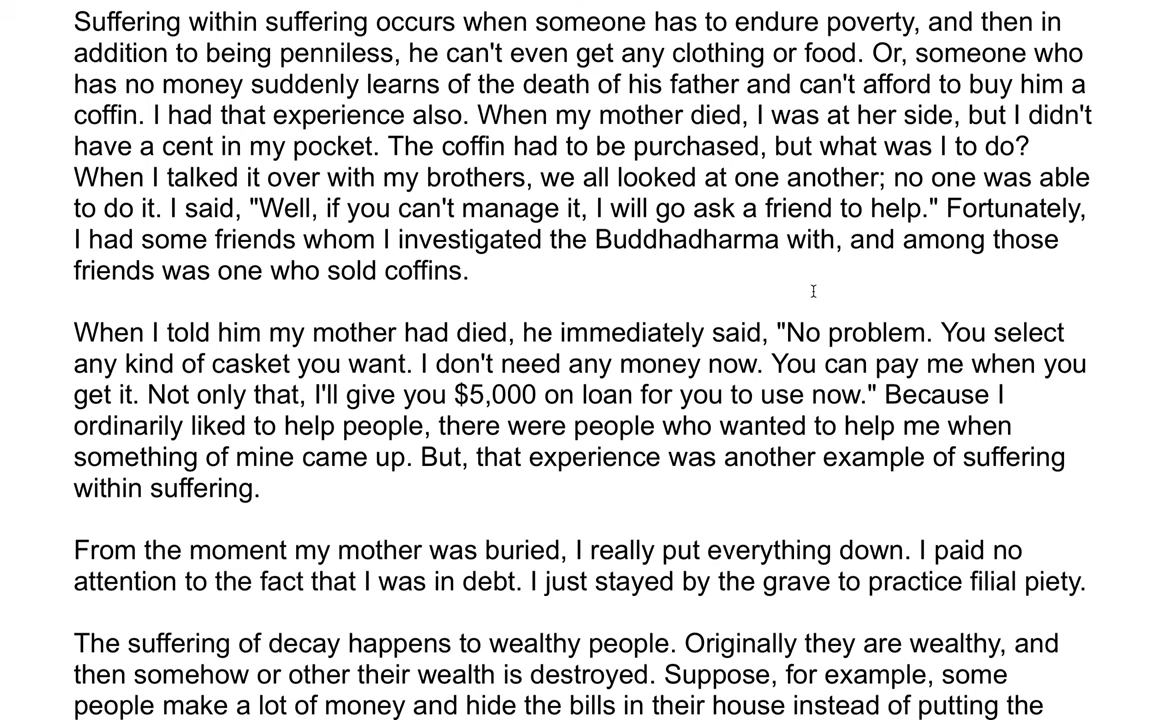 Suffering within suffering occurs when someone has to endure poverty, and then in
addition to being penniless, he can't even get any clothing or food. Or, someone who
has no money suddenly learns of the death of his father and can't afford to buy him a
coffin. I had that experience also. When my mother died, I was at her side, but I didn't
have a cent in my pocket. The coffin had to be purchased, but what was I to do?
When I talked it over with my brothers, we all looked at one another; no one was able
to do it. I said, "Well, if you can't manage it, I will go ask a friend to help." Fortunately,
I had some friends whom I investigated the Buddhadharma with, and among those
friends was one who sold coffins.
When I told him my mother had died, he immediately said, "No problem. You select
any kind of casket you want. I don't need any money now. You can pay me when you
get it. Not only that, I'll give you $5,000 on loan for you to use now." Because I
ordinarily liked to help people, there were people who wanted to help me when
something of mine came up. But, that experience was another example of suffering
within suffering.
From the moment my mother was buried, I really put everything down. I paid no
attention to the fact that I was in debt. I just stayed by the grave to practice filial piety.
The suffering of decay happens to wealthy people. Originally they are wealthy, and
then somehow or other their wealth is destroyed. Suppose, for example, some
people make a lot of money and hide the bills in their house instead of putting the